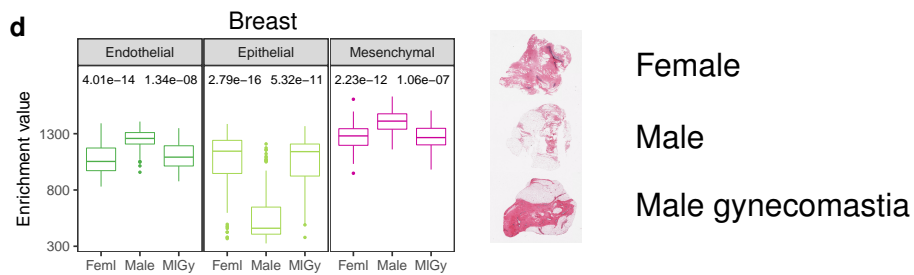 d
Breast
Endothelial Epithelial Mesenchymal
4.01e−14 1.34e−08 2.79e−16 5.32e−11 2.23e−12 1.06e−07
Enrichment value
1300
800
300
Feml Male MlGy Feml Male MlGy Feml Male MlGy
Female
Male
Male gynecomastia